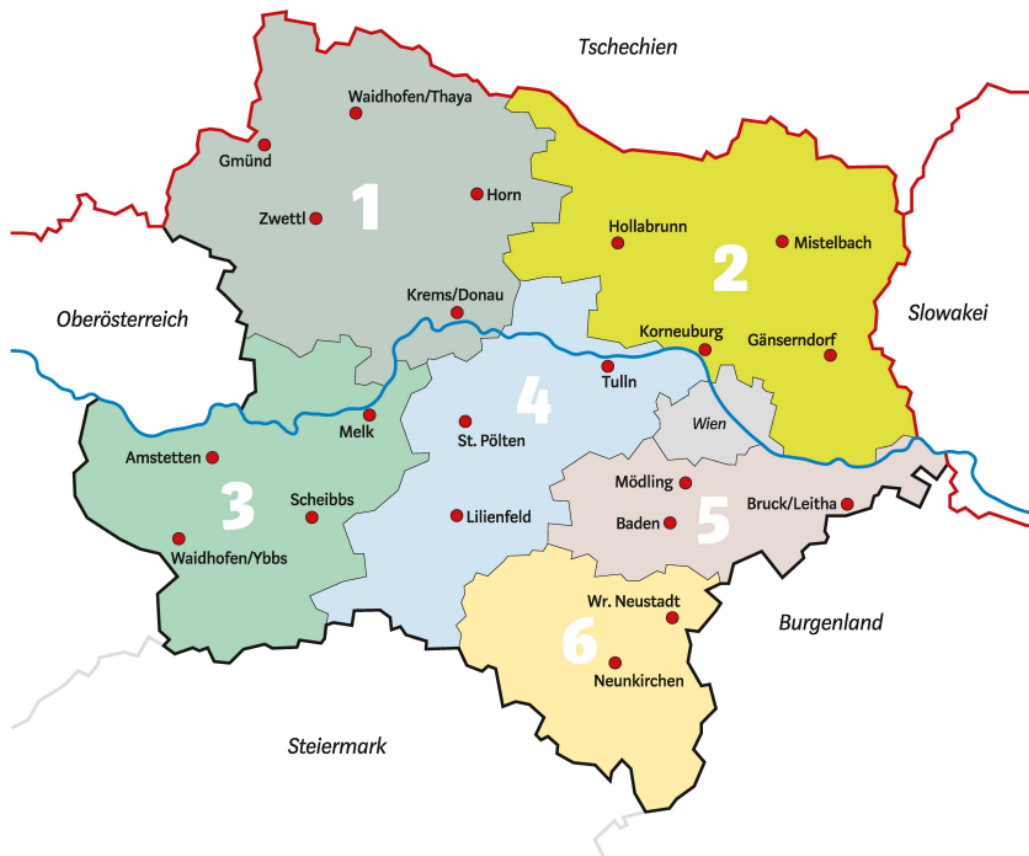 Tschechien
Waidhofen/Thaya
Gmünd
1
Horn
Zwettl
Hollabrunn
2
Mistelbach
Oberösterreich
Krems/Donau
Slowakei
Korneuburg
Gänserndorf
Tulln
4
Melk
St. Pölten
Wien
Amstetten
3
Scheibbs
Lilienfeld
Mödling
Baden
5
Bruck/Leitha
Waidhofen/Ybbs
Wr. Neustadt
Burgenland
6
Neunkirchen
Steiermark